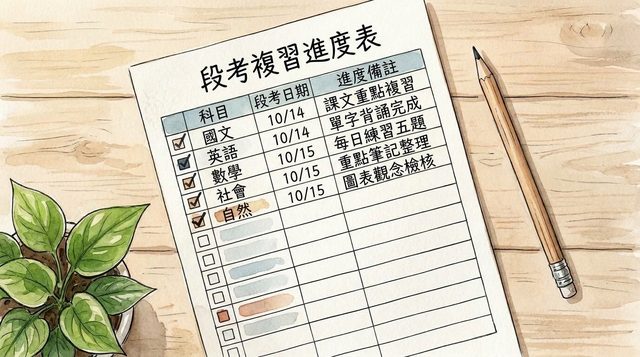 段考複習進度表
科目 段考日期 進度備註
國文 10/14 課文重點複習
英語 10/14 單字背誦完成
數學 10/15 每日練習五題
社會 10/15 重點筆記整理
自然 10/15 圖表觀念檢核